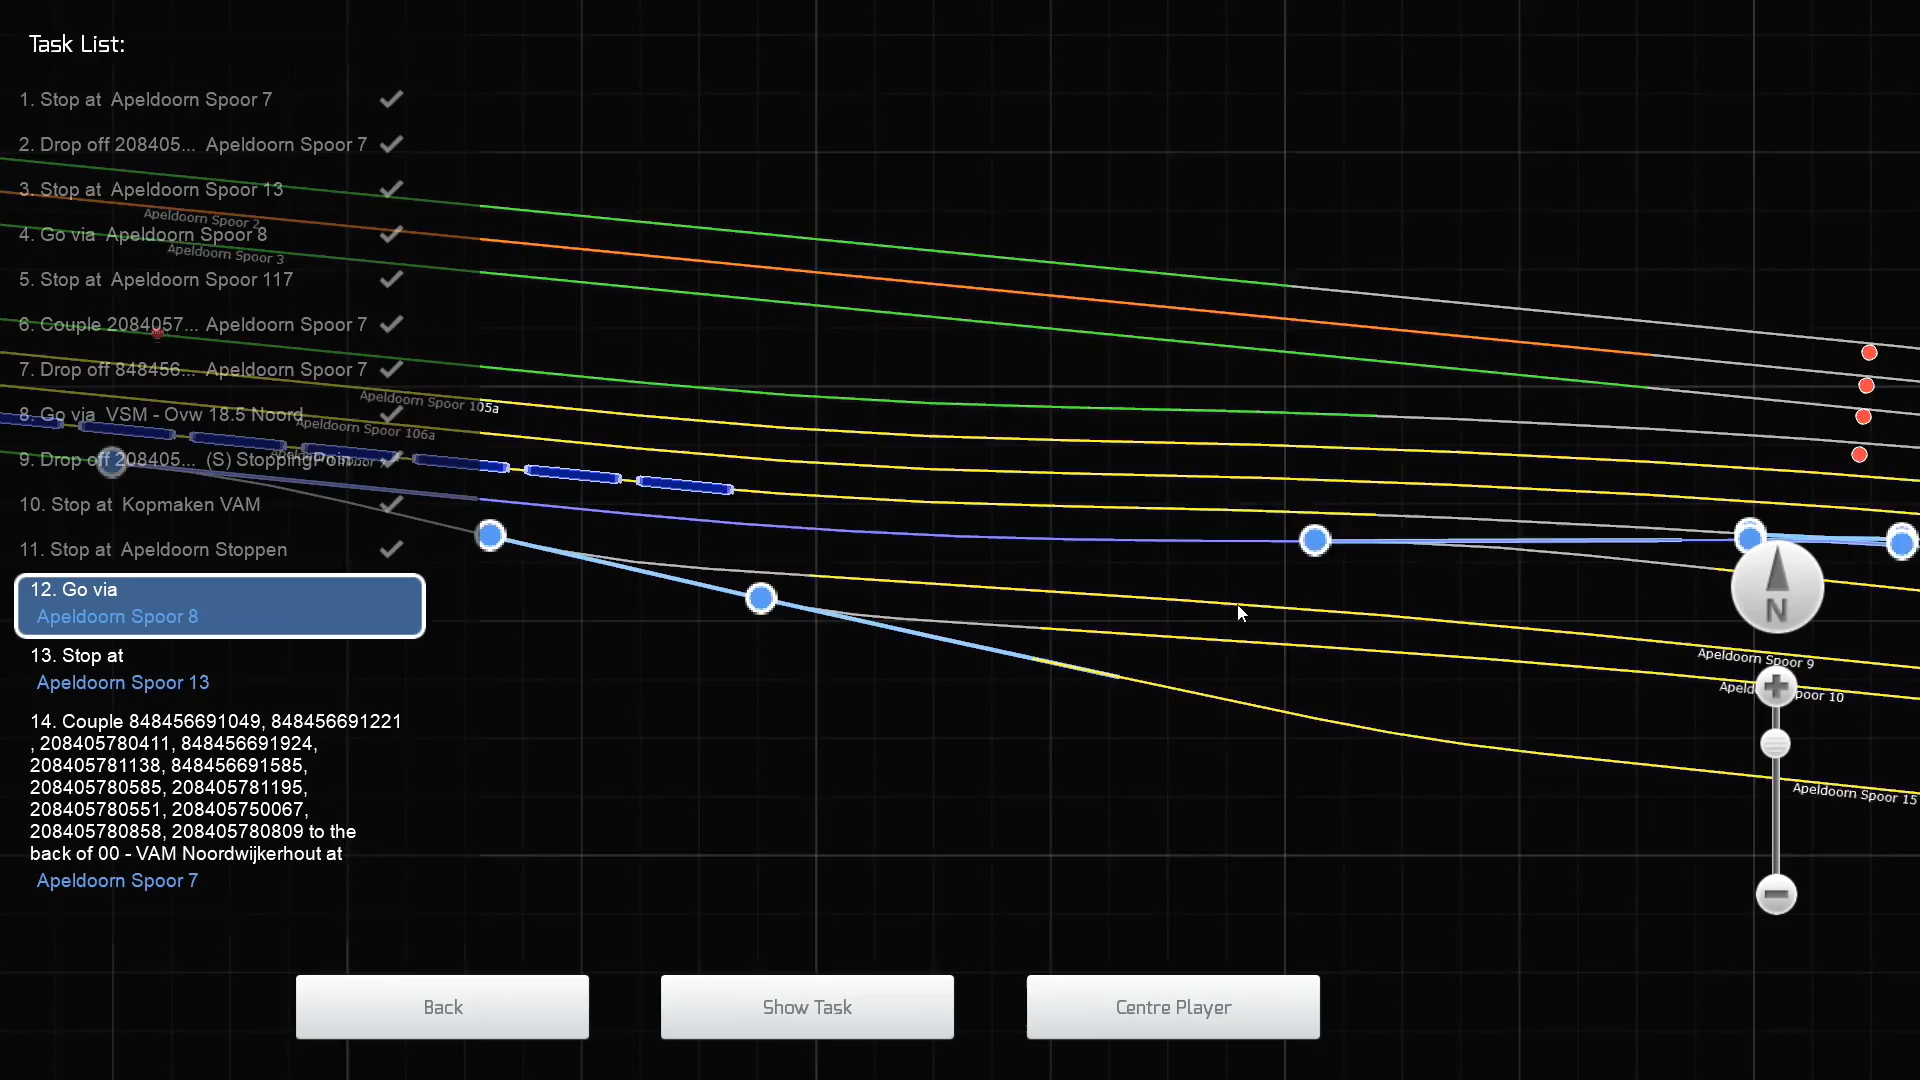 Task List:
1. Stop at Apeldoorn Spoor 7
2. Drop off 208405... Apeldoorn Spoor 7
3. Stop at Apeldoorn Spoor 13
Apeldoorn Spoor 2
4. Go via Apeldoorn Spoor 8
Apeldoorn Spoor 3
5. Stop at Apeldoorn Spoor 117
6. Couple 2084057... Apeldoorn Spoor 7
7. Drop off 848456... Apeldoorn Spoor 7
Apeldoorn Spoor 105a
8. Go via VSM - Ovw 18.5 Noord
Apeldoorn Spoor 106a
9. Drop off 208405... (S) StoppingPoin...
10. Stop at Kopmaken VAM
11. Stop at Apeldoorn Stoppen
12. Go via
Apeldoorn Spoor 8
13. Stop at
Apeldoorn Spoor 13
14. Couple 848456691049, 848456691221
, 208405780411, 848456691924,
208405781138, 848456691585,
208405780585, 208405781195,
208405780551, 208405750067,
208405780858, 208405780809 to the
back of 00 - VAM Noordwijkerhout at
Apeldoorn Spoor 7
N
Apeldoorn Spoor 9
poor 10
Apeldoorn Spoor 15
Back
Show Task
Centre Player